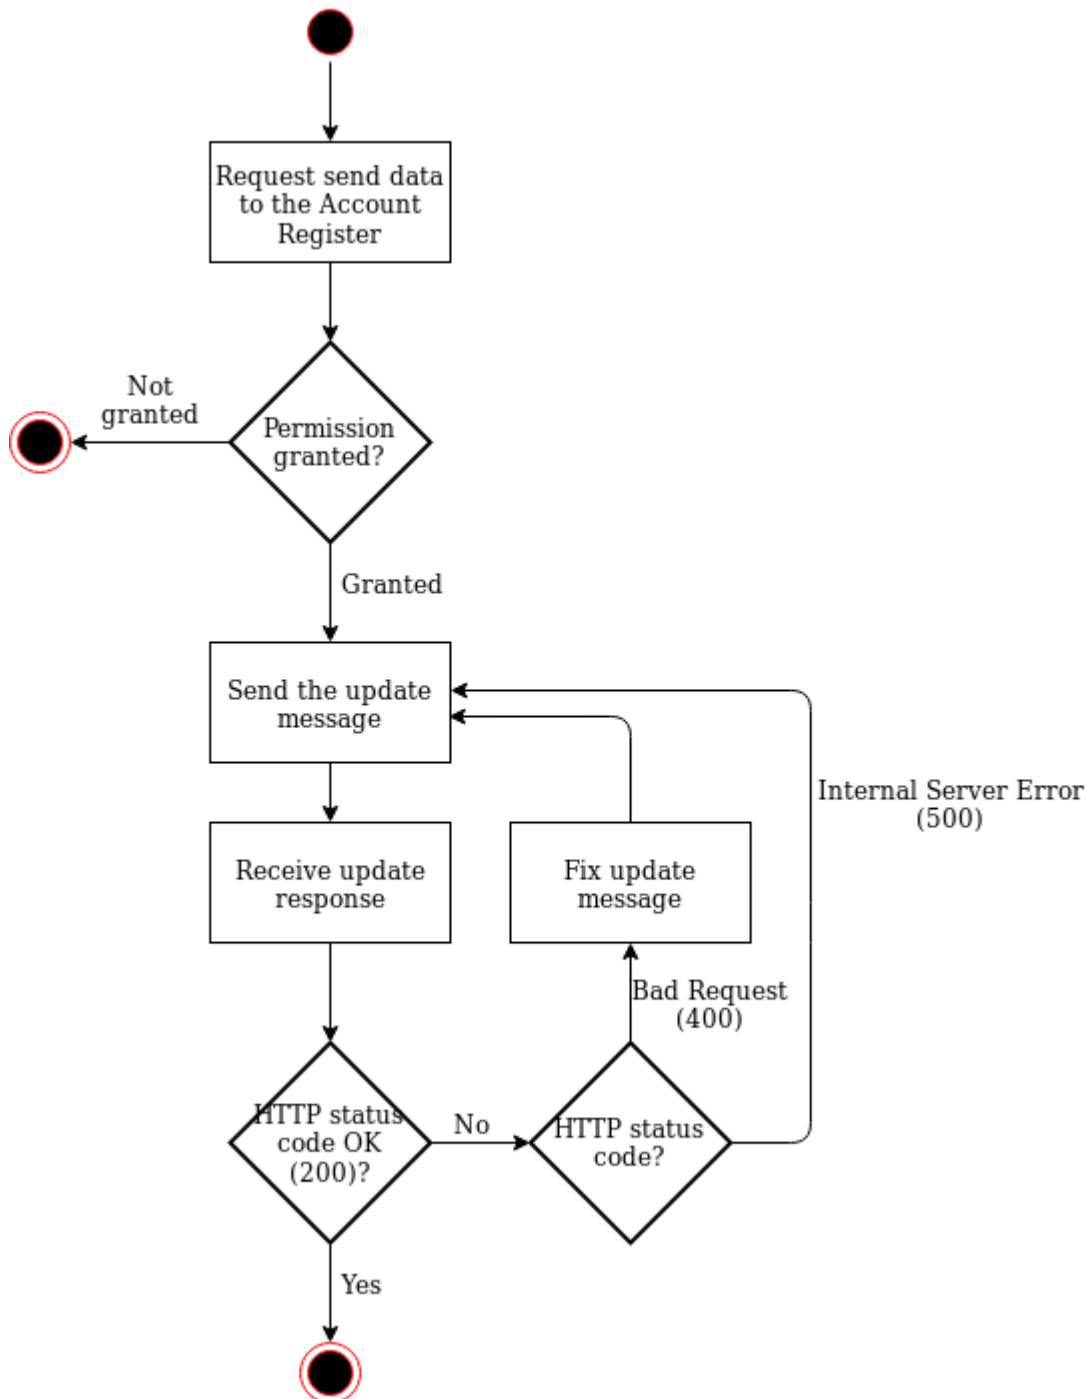 Request send data
to the Account
Register
Not
granted
Permission
granted?
Granted
Send the update
message
Internal Server Error
(500)
Receive update
response
Fix update
message
Bad Request
(400)
HTTP status
code OK
(200)?
No
HTTP status
code?
Yes